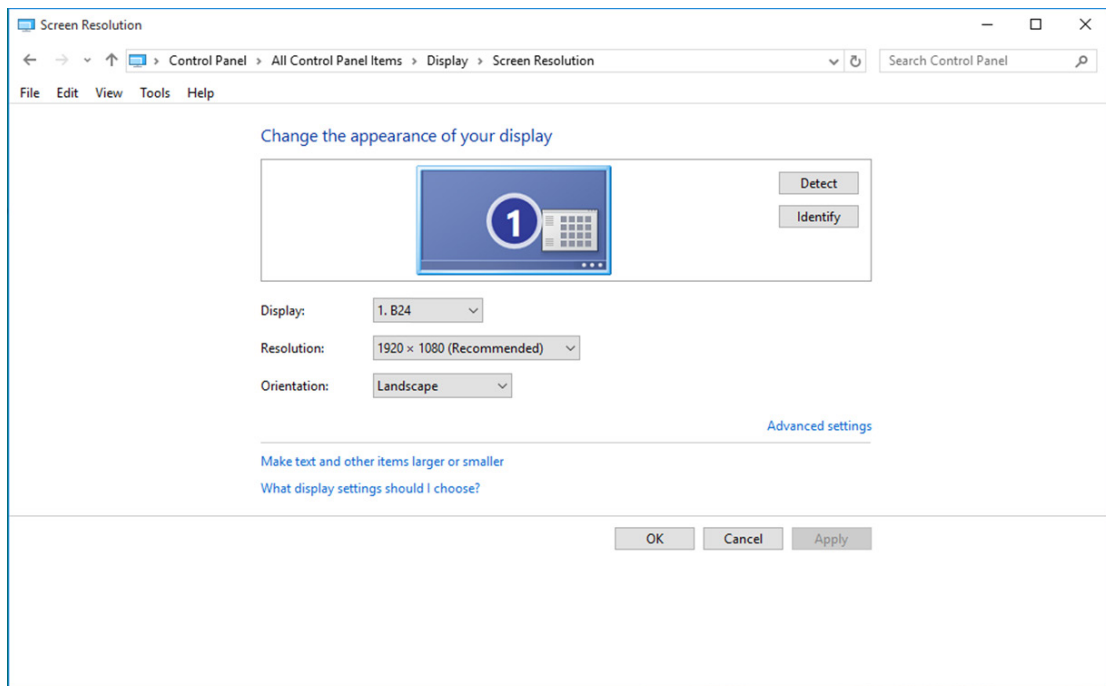 Screen Resolution
Control Panel > All Control Panel Items > Display > Screen Resolution
Search Control Panel
File Edit View Tools Help
Change the appearance of your display
1
Detect
Identify
Display: 1. B24
Resolution: 1920 × 1080 (Recommended)
Orientation: Landscape
Advanced settings
Make text and other items larger or smaller
What display settings should I choose?
OK Cancel Apply